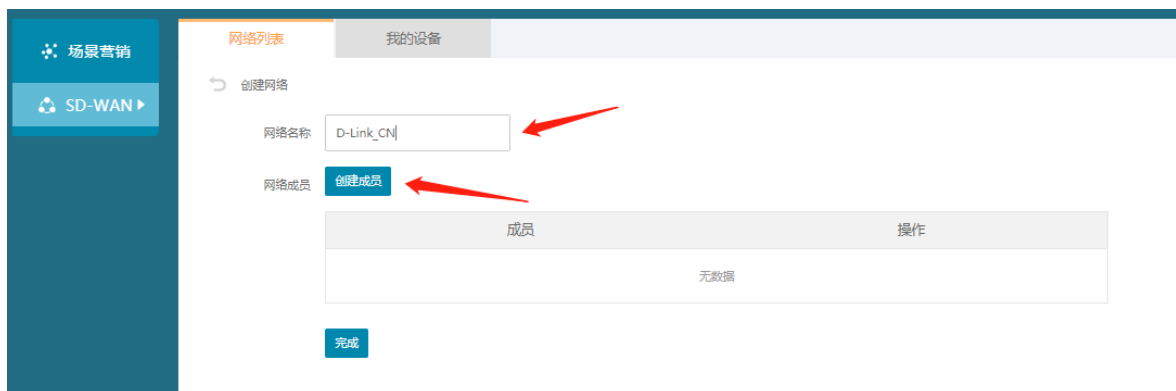 场景营销
SD-WAN
网络列表
我的设备
创建网络
网络名称 D-Link_CN
网络成员 创建成员
成员 操作
无数据
完成